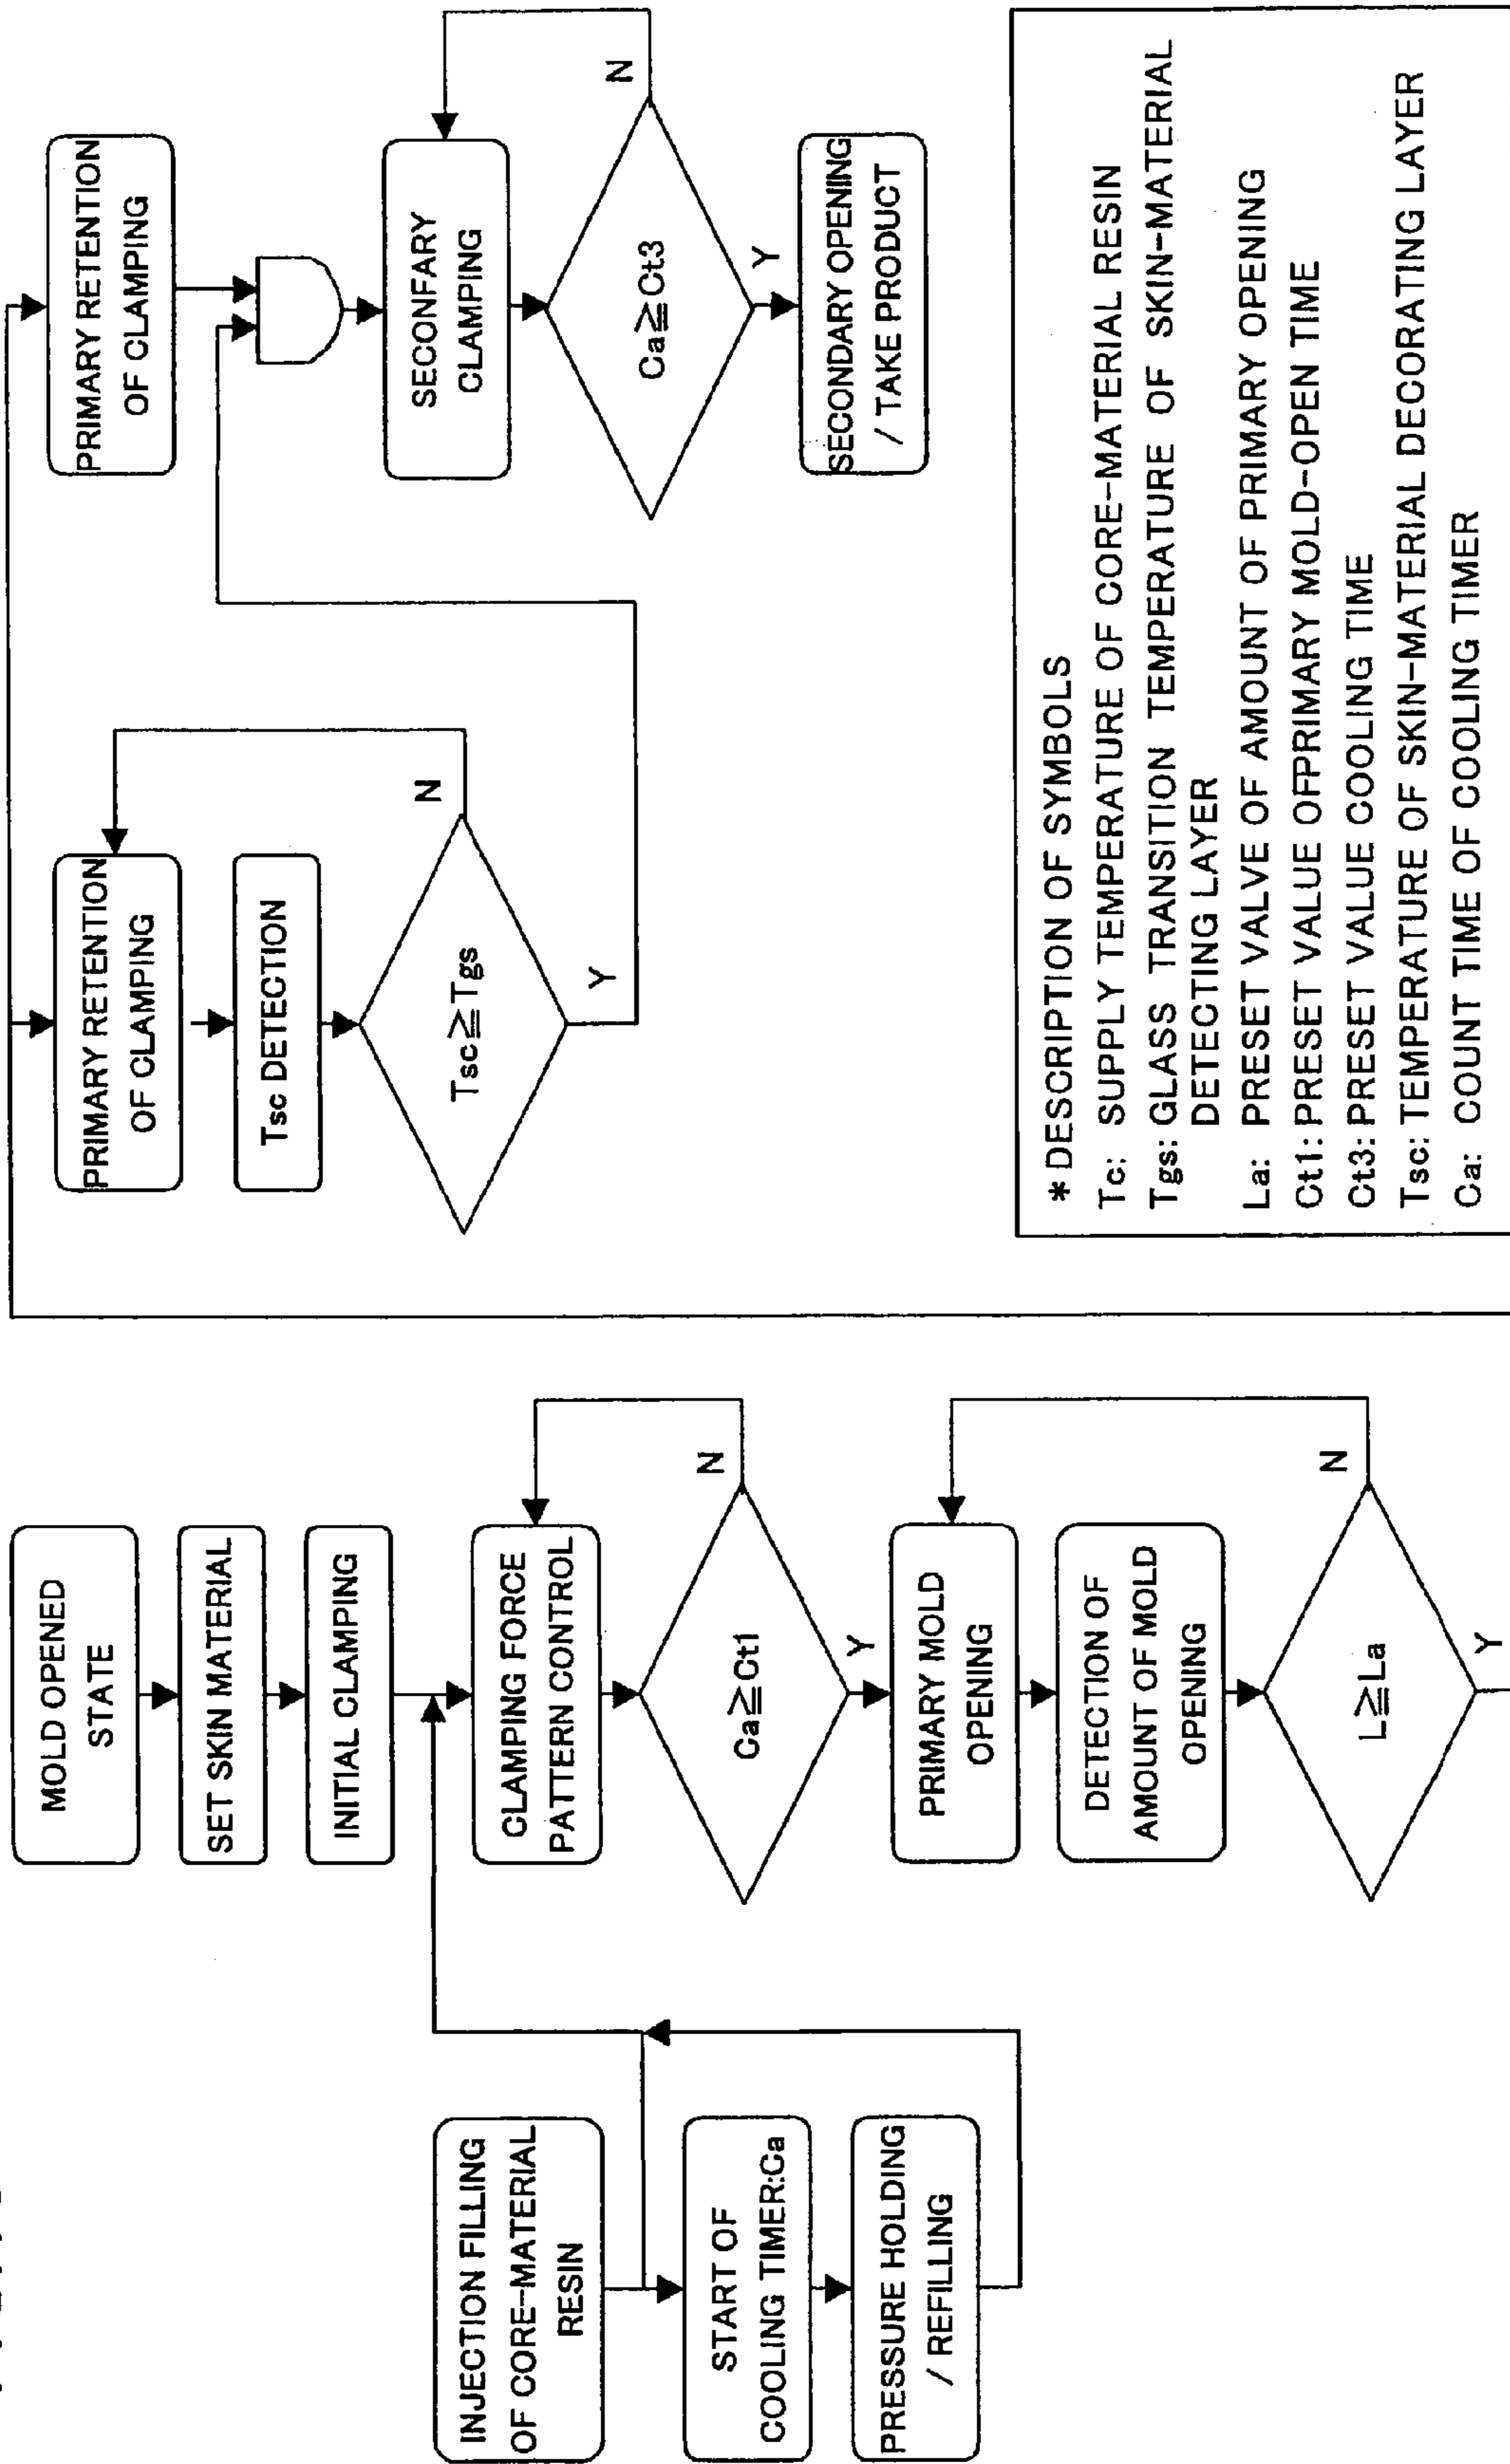 MOLD OPENED
STATE
SET SKIN MATERIAL
INITIAL CLAMPING
INJECTION FILLING
OF CORE-MATERIAL
RESIN
START OF
COOLING TIMER:Ca
PRESSURE HOLDING
/ REFILLING
CLAMPING FORCE
PATTERN CONTROL
Ca≧Ct1
N
Y
PRIMARY MOLD
OPENING
DETECTION OF
AMOUNT OF MOLD
OPENING
L≧La
N
Y
PRIMARY RETENTION
OF CLAMPING
Tsc DETECTION
Tsc≧Tgs
N
Y
PRIMARY RETENTION
OF CLAMPING
SECONFARY
CLAMPING
Ca≧Ct3
N
Y
SECONDARY OPENING
/ TAKE PRODUCT
*DESCRIPTION OF SYMBOLS
Tc: SUPPLY TEMPERATURE OF CORE-MATERIAL RESIN
Tgs: GLASS TRANSITION TEMPERATURE OF SKIN-MATERIAL
DETECTING LAYER
La: PRESET VALVE OF AMOUNT OF PRIMARY OPENING
Ct1: PRESET VALUE OFPRIMARY MOLD-OPEN TIME
Ct3: PRESET VALUE COOLING TIME
Tsc: TEMPERATURE OF SKIN-MATERIAL DECORATING LAYER
Ca: COUNT TIME OF COOLING TIMER